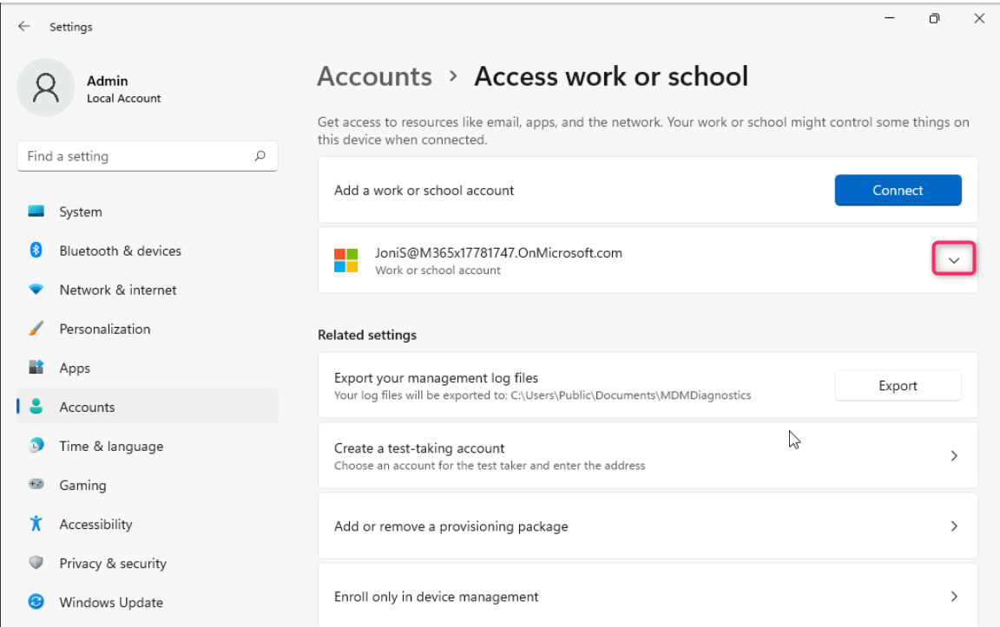 Settings
Admin
Local Account
Find a setting
System
Bluetooth & devices
Network & internet
Personalization
Apps
Accounts
Time & language
Gaming
Accessibility
Privacy & security
Windows Update
Accounts > Access work or school
Get access to resources like email, apps, and the network. Your work or school might control some things on
this device when connected.
Add a work or school account
Connect
JoniS@M365x17781747.OnMicrosoft.com
Work or school account
Related settings
Export your management log files
Your log files will be exported to: C:\Users\Public\Documents\MDMDiagnostics
Export
Create a test-taking account
Choose an account for the test taker and enter the address
Add or remove a provisioning package
Enroll only in device management